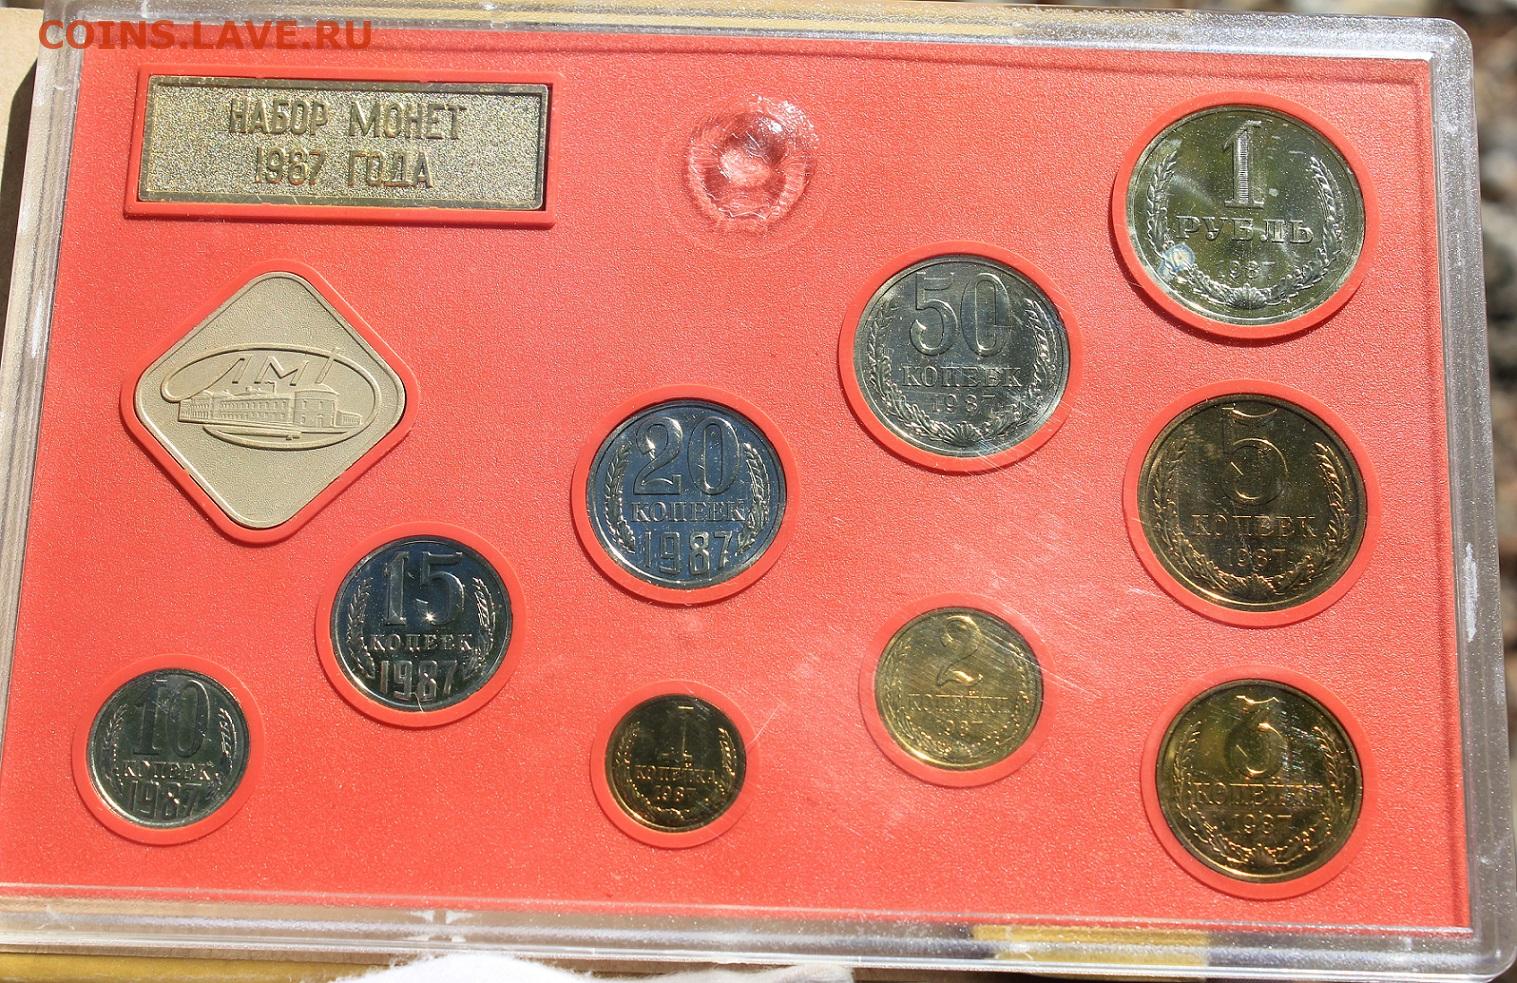 COINS.LAVE.RU
НАБОР МОНЕТ
1987 ГОДА
1
РУБЛЬ
1987
50
КОПЕЕК
1987
ЛМД
20
КОПЕЕК
1987
5
КОПЕЕК
1987
15
КОПЕЕК
1987
2
КОПЕЙКИ
1987
10
КОПЕЕК
1987
1
КОПЕЙКА
1987
3
КОПЕЙКИ
1987